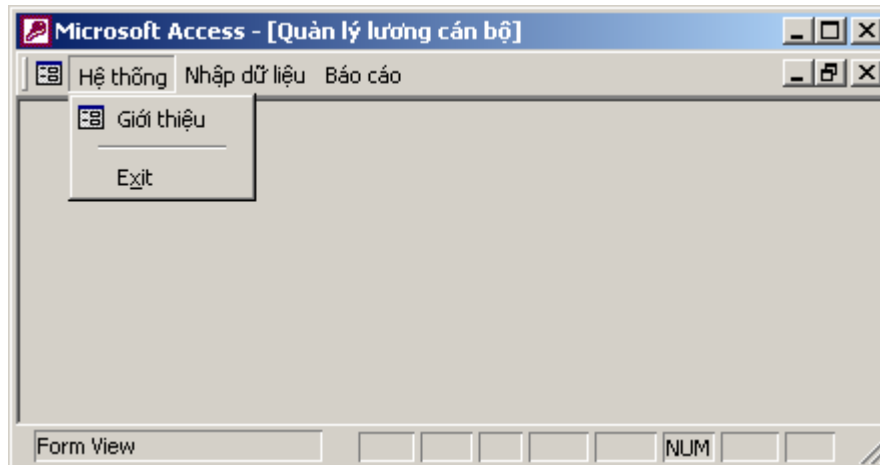 Microsoft Access - [Quản lý lương cán bộ]
Hệ thống Nhập dữ liệu Báo cáo
Giới thiệu
Exit
Form View NUM